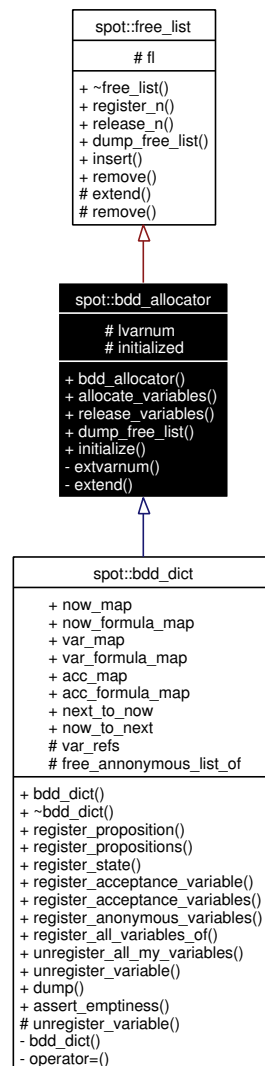 spot::free_list
# fl
+ ~free_list()
+ register_n()
+ release_n()
+ dump_free_list()
+ insert()
+ remove()
# extend()
# remove()
spot::bdd_allocator
# lvarnum
# initialized
+ bdd_allocator()
+ allocate_variables()
+ release_variables()
+ dump_free_list()
+ initialize()
- extvarnum()
- extend()
spot::bdd_dict
+ now_map
+ now_formula_map
+ var_map
+ var_formula_map
+ acc_map
+ acc_formula_map
+ next_to_now
+ now_to_next
# var_refs
# free_annonymous_list_of
+ bdd_dict()
+ ~bdd_dict()
+ register_proposition()
+ register_propositions()
+ register_state()
+ register_acceptance_variable()
+ register_acceptance_variables()
+ register_anonymous_variables()
+ register_all_variables_of()
+ unregister_all_my_variables()
+ unregister_variable()
+ dump()
+ assert_emptiness()
# unregister_variable()
- bdd_dict()
- operator=()